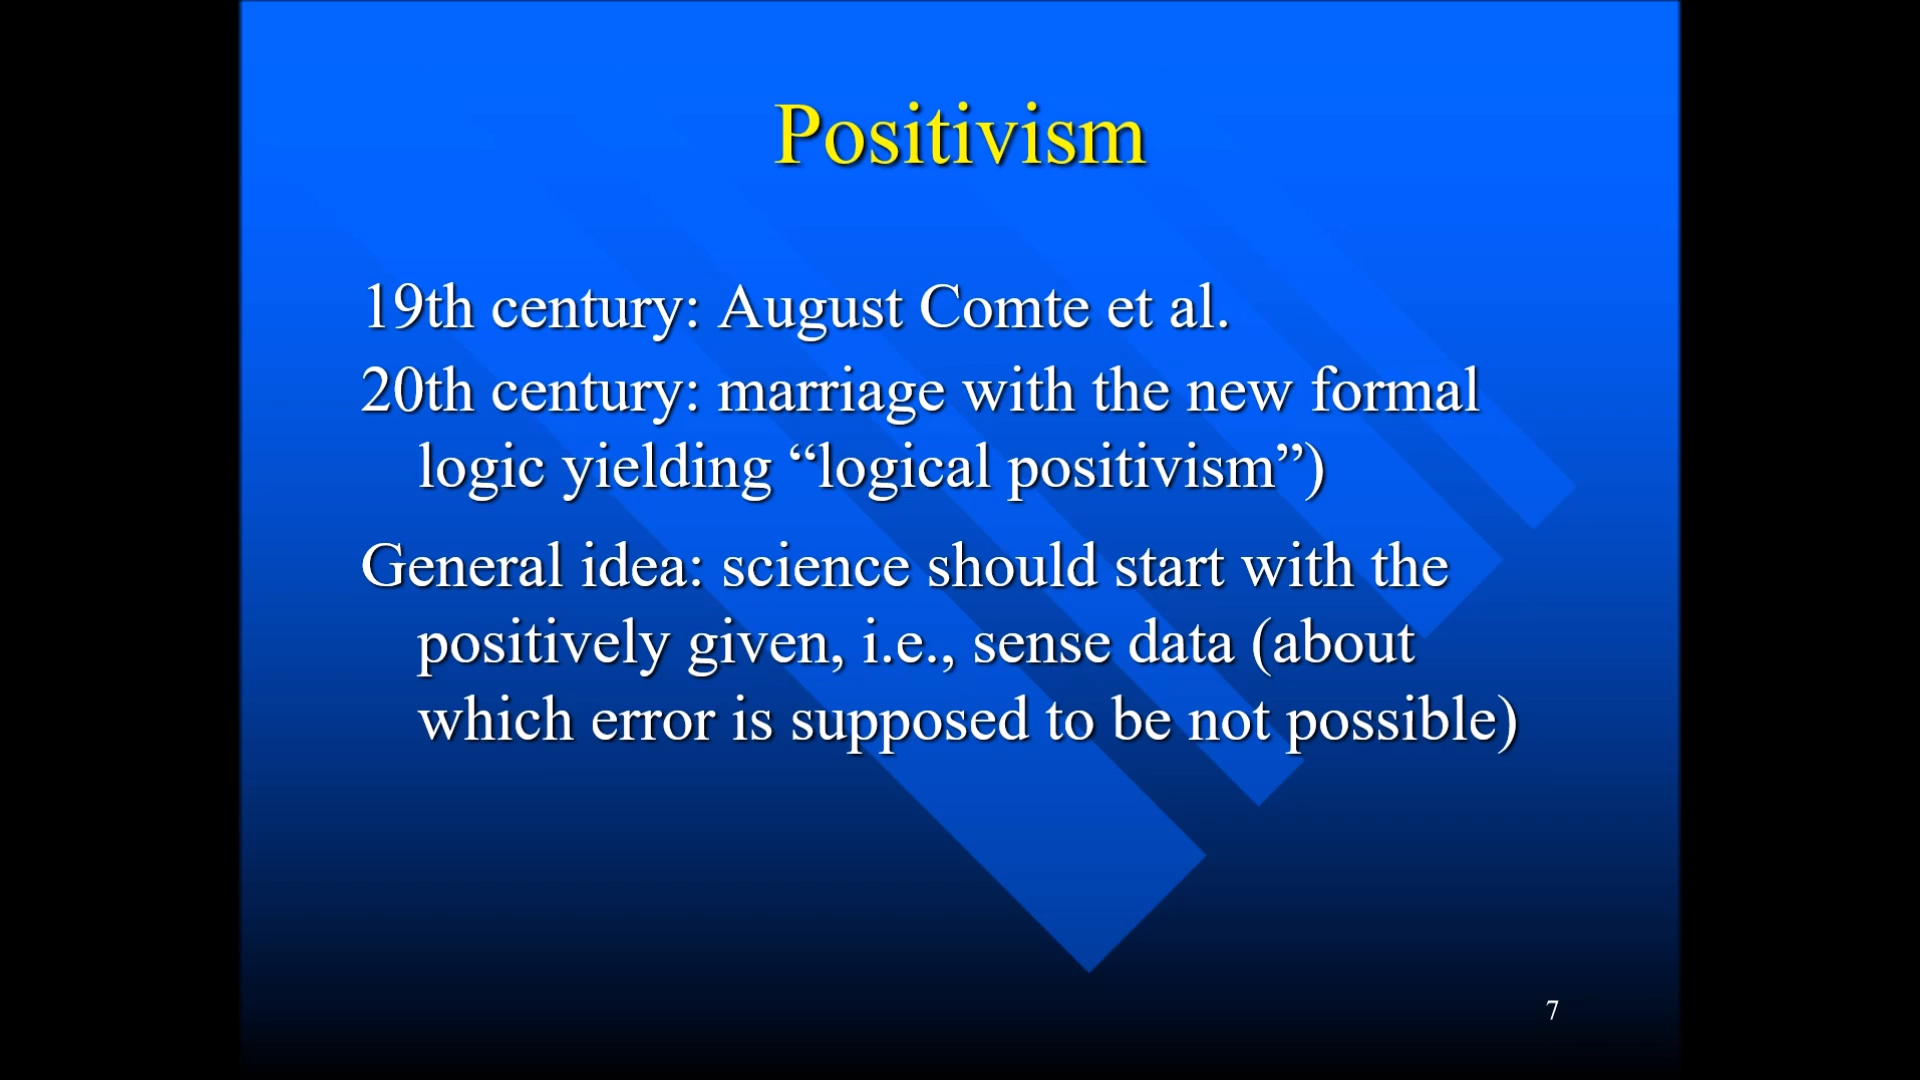 Positivism
19th century: August Comte et al.
20th century: marriage with the new formal
logic yielding “logical positivism”)
General idea: science should start with the
positively given, i.e., sense data (about
which error is supposed to be not possible)
7